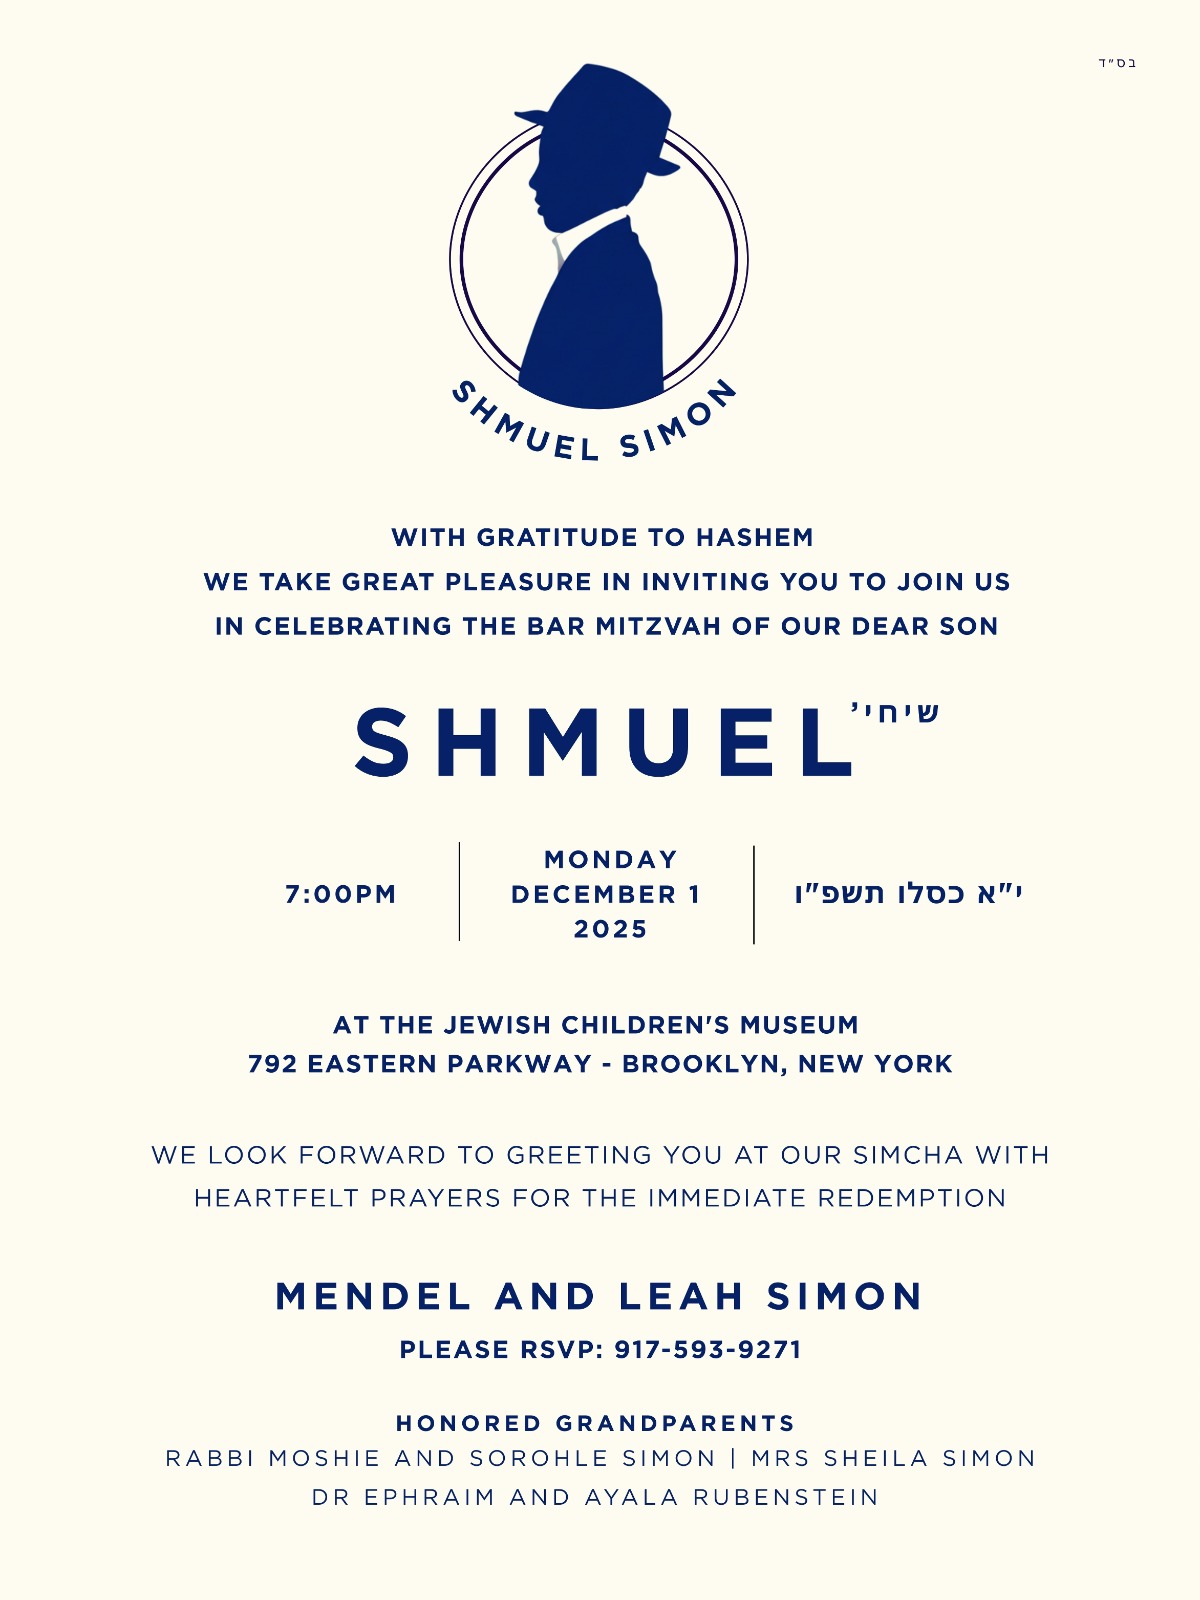 בס"ד
SHMUEL SIMON
WITH GRATITUDE TO HASHEM
WE TAKE GREAT PLEASURE IN INVITING YOU TO JOIN US
IN CELEBRATING THE BAR MITZVAH OF OUR DEAR SON
SHMUEL שיחי'
7:00PM
MONDAY
DECEMBER 1
2025
י"א כסלו תשפ"ו
AT THE JEWISH CHILDREN'S MUSEUM
792 EASTERN PARKWAY - BROOKLYN, NEW YORK
WE LOOK FORWARD TO GREETING YOU AT OUR SIMCHA WITH
HEARTFELT PRAYERS FOR THE IMMEDIATE REDEMPTION
MENDEL AND LEAH SIMON
PLEASE RSVP: 917-593-9271
HONORED GRANDPARENTS
RABBI MOSHIE AND SOROHLE SIMON | MRS SHEILA SIMON
DR EPHRAIM AND AYALA RUBENSTEIN